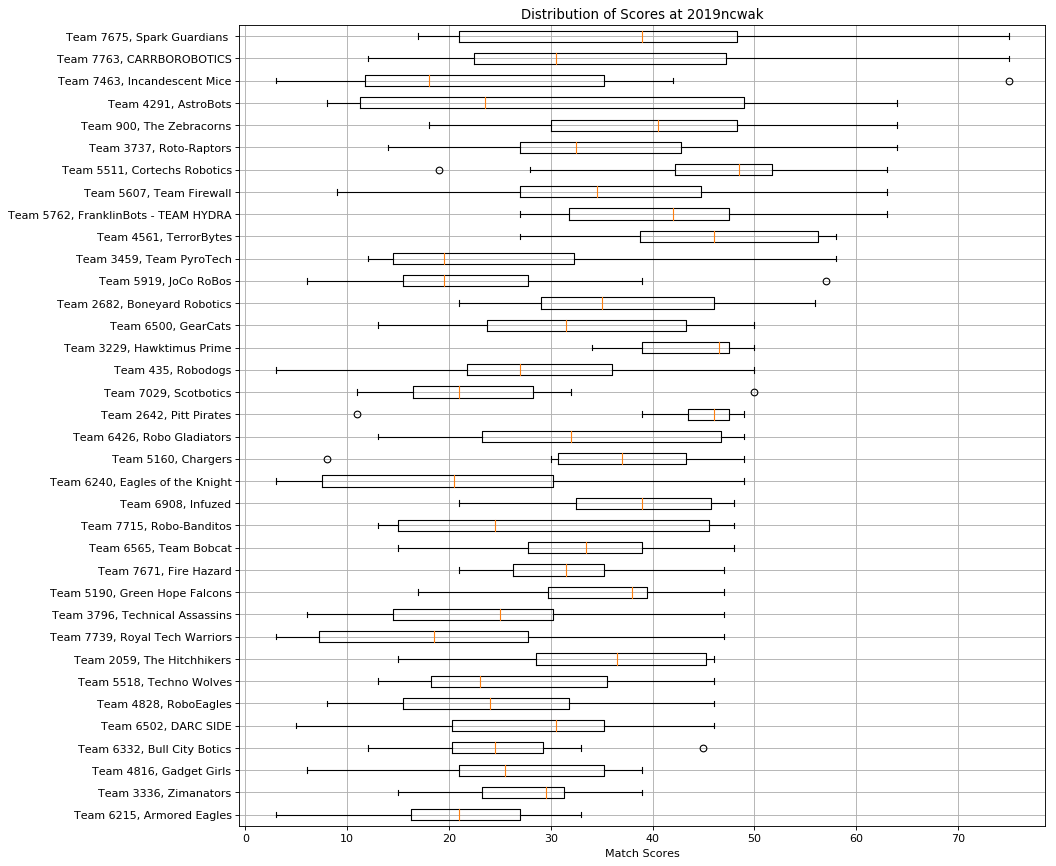 Distribution of Scores at 2019ncwak
Team 7675, Spark Guardians
Team 7763, CARRBOROBOTICS
Team 7463, Incandescent Mice
Team 4291, AstroBots
Team 900, The Zebracorns
Team 3737, Roto-Raptors
Team 5511, Cortechs Robotics
Team 5607, Team Firewall
Team 5762, FranklinBots - TEAM HYDRA
Team 4561, TerrorBytes
Team 3459, Team PyroTech
Team 5919, JoCo RoBos
Team 2682, Boneyard Robotics
Team 6500, GearCats
Team 3229, Hawktimus Prime
Team 435, Robodogs
Team 7029, Scotbotics
Team 2642, Pitt Pirates
Team 6426, Robo Gladiators
Team 5160, Chargers
Team 6240, Eagles of the Knight
Team 6908, Infuzed
Team 7715, Robo-Banditos
Team 6565, Team Bobcat
Team 7671, Fire Hazard
Team 5190, Green Hope Falcons
Team 3796, Technical Assassins
Team 7739, Royal Tech Warriors
Team 2059, The Hitchhikers
Team 5518, Techno Wolves
Team 4828, RoboEagles
Team 6502, DARC SIDE
Team 6332, Bull City Botics
Team 4816, Gadget Girls
Team 3336, Zimanators
Team 6215, Armored Eagles
0 10 20 30 40 50 60 70
Match Scores